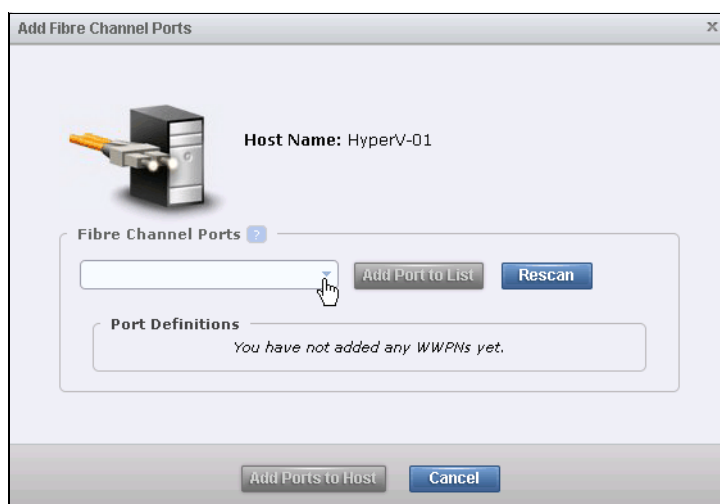 Add Fibre Channel Ports x
Host Name: HyperV-01
Fibre Channel Ports ?
Add Port to List Rescan
Port Definitions
You have not added any WWPNs yet.
Add Ports to Host Cancel